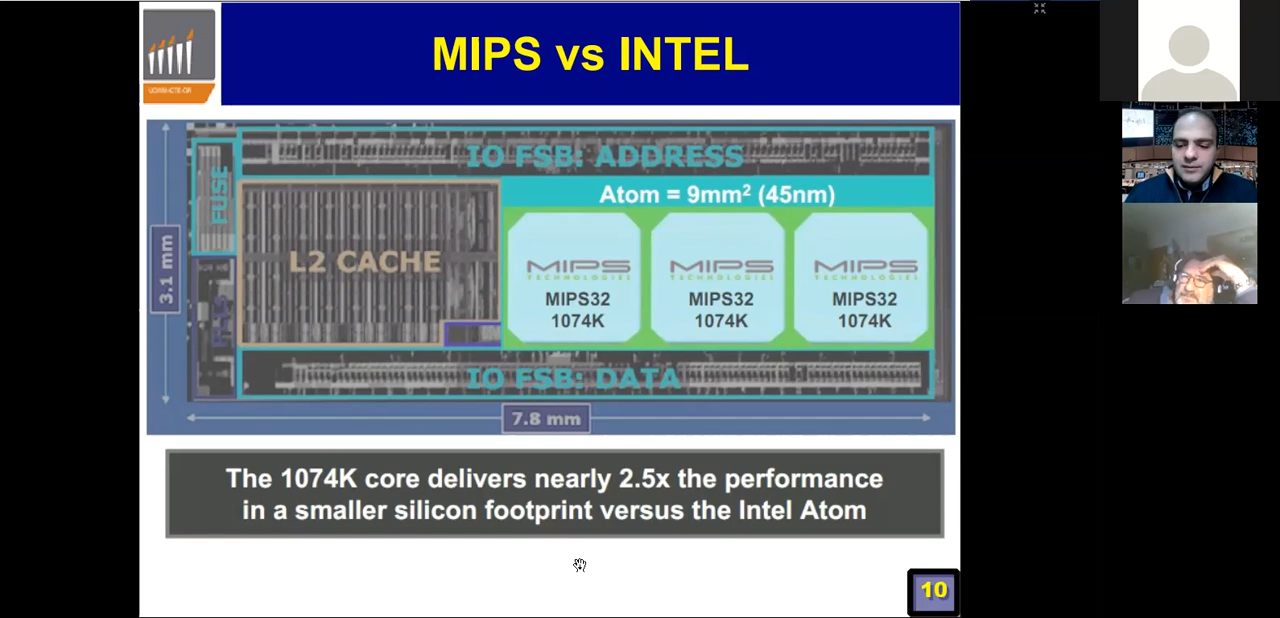 MIPS vs INTEL
IO FSB: ADDRESS
FUSE
Atom = 9mm² (45nm)
L2 CACHE
3.1 mm
MIPS
TECHNOLOGIES
MIPS32
1074K
MIPS
TECHNOLOGIES
MIPS32
1074K
MIPS
TECHNOLOGIES
MIPS32
1074K
IO FSB: DATA
7.8 mm
The 1074K core delivers nearly 2.5x the performance
in a smaller silicon footprint versus the Intel Atom
10